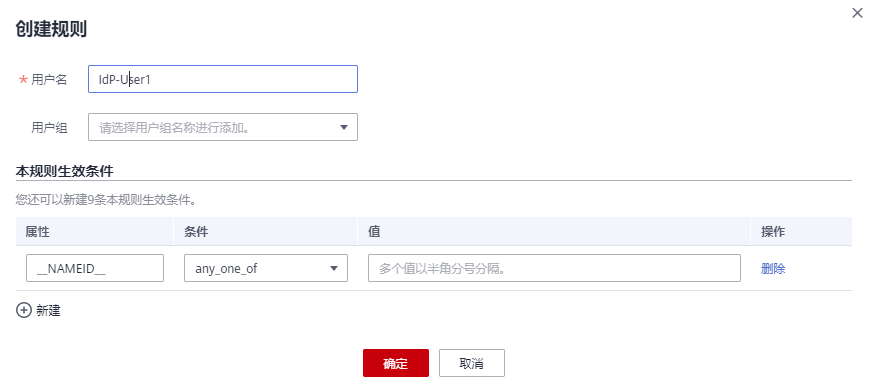 创建规则
* 用户名 IdP-User1
用户组 请选择用户组名称进行添加。
本规则生效条件
您还可以新建9条本规则生效条件。
属性 条件 值 操作
__NAMEID__ any_one_of 多个值以半角分号分隔。 删除
新建
确定 取消